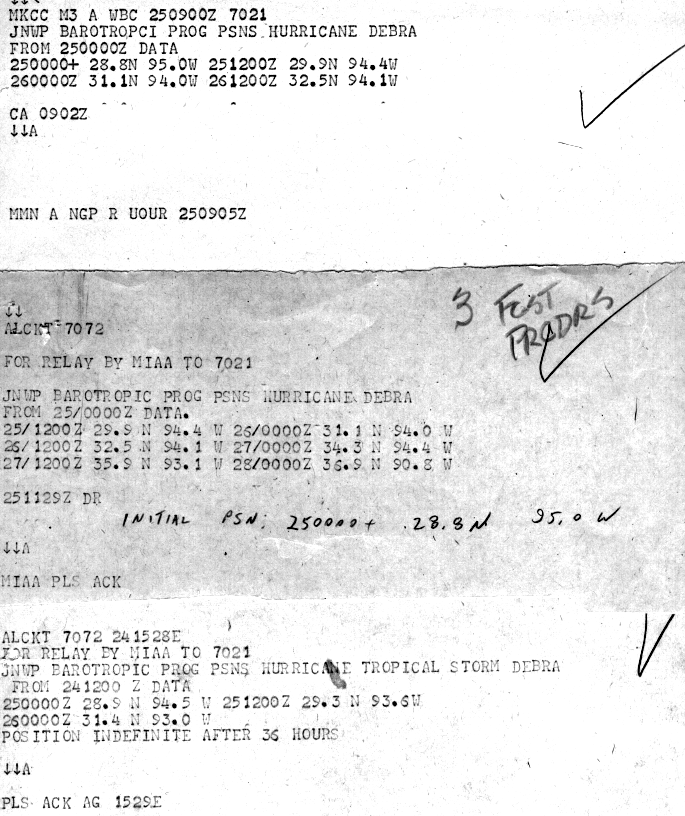 ↓↓
MKCC M3 A WBC 250900Z 7021
JNWP BAROTROPCI PROG PSNS HURRICANE DEBRA
FROM 250000Z DATA
250000+ 28.8N 95.0W 251200Z 29.9N 94.4W
260000Z 31.1N 94.0W 261200Z 32.5N 94.1W
CA 0902Z
↓↓A
MMN A NGP R UOUR 250905Z
3 FCST
PRCDRS
↓↓
ALCKT 7072
FOR RELAY BY MIAA TO 7021
JNWP BAROTROPIC PROG PSNS HURRICANE DEBRA
FROM 25/0000Z DATA.
25/1200Z 29.9 N 94.4 W 26/0000Z 31.1 N 94.0 W
26/1200Z 32.5 N 94.1 W 27/0000Z 34.3 N 94.4 W
27/1200Z 35.9 N 93.1 W 28/0000Z 36.9 N 90.8 W
251129Z DR
INITIAL PSN; 250000+ 28.8 N 95.0 W
↓↓A
MIAA PLS ACK
ALCKT 7072 241528E
FOR RELAY BY MIAA TO 7021
JNWP BAROTROPIC PROG PSNS HURRICANE TROPICAL STORM DEBRA
FROM 241200 Z DATA
250000Z 28.9 N 94.5 W 251200Z 29.3 N 93.6W
260000Z 31.4 N 93.0 W
POSITION INDEFINITE AFTER 36 HOURS
↓↓A
PLS ACK AG 1529E